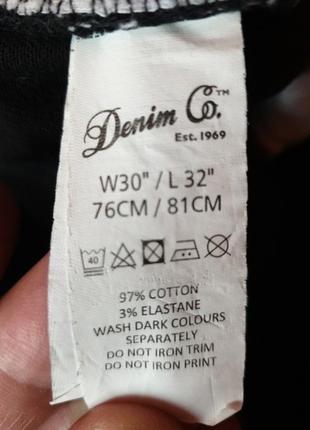 Denim Co.™
Est. 1969
W30" / L 32"
76CM / 81CM
40
97% COTTON
3% ELASTANE
WASH DARK COLOURS
SEPARATELY
DO NOT IRON TRIM
DO NOT IRON PRINT